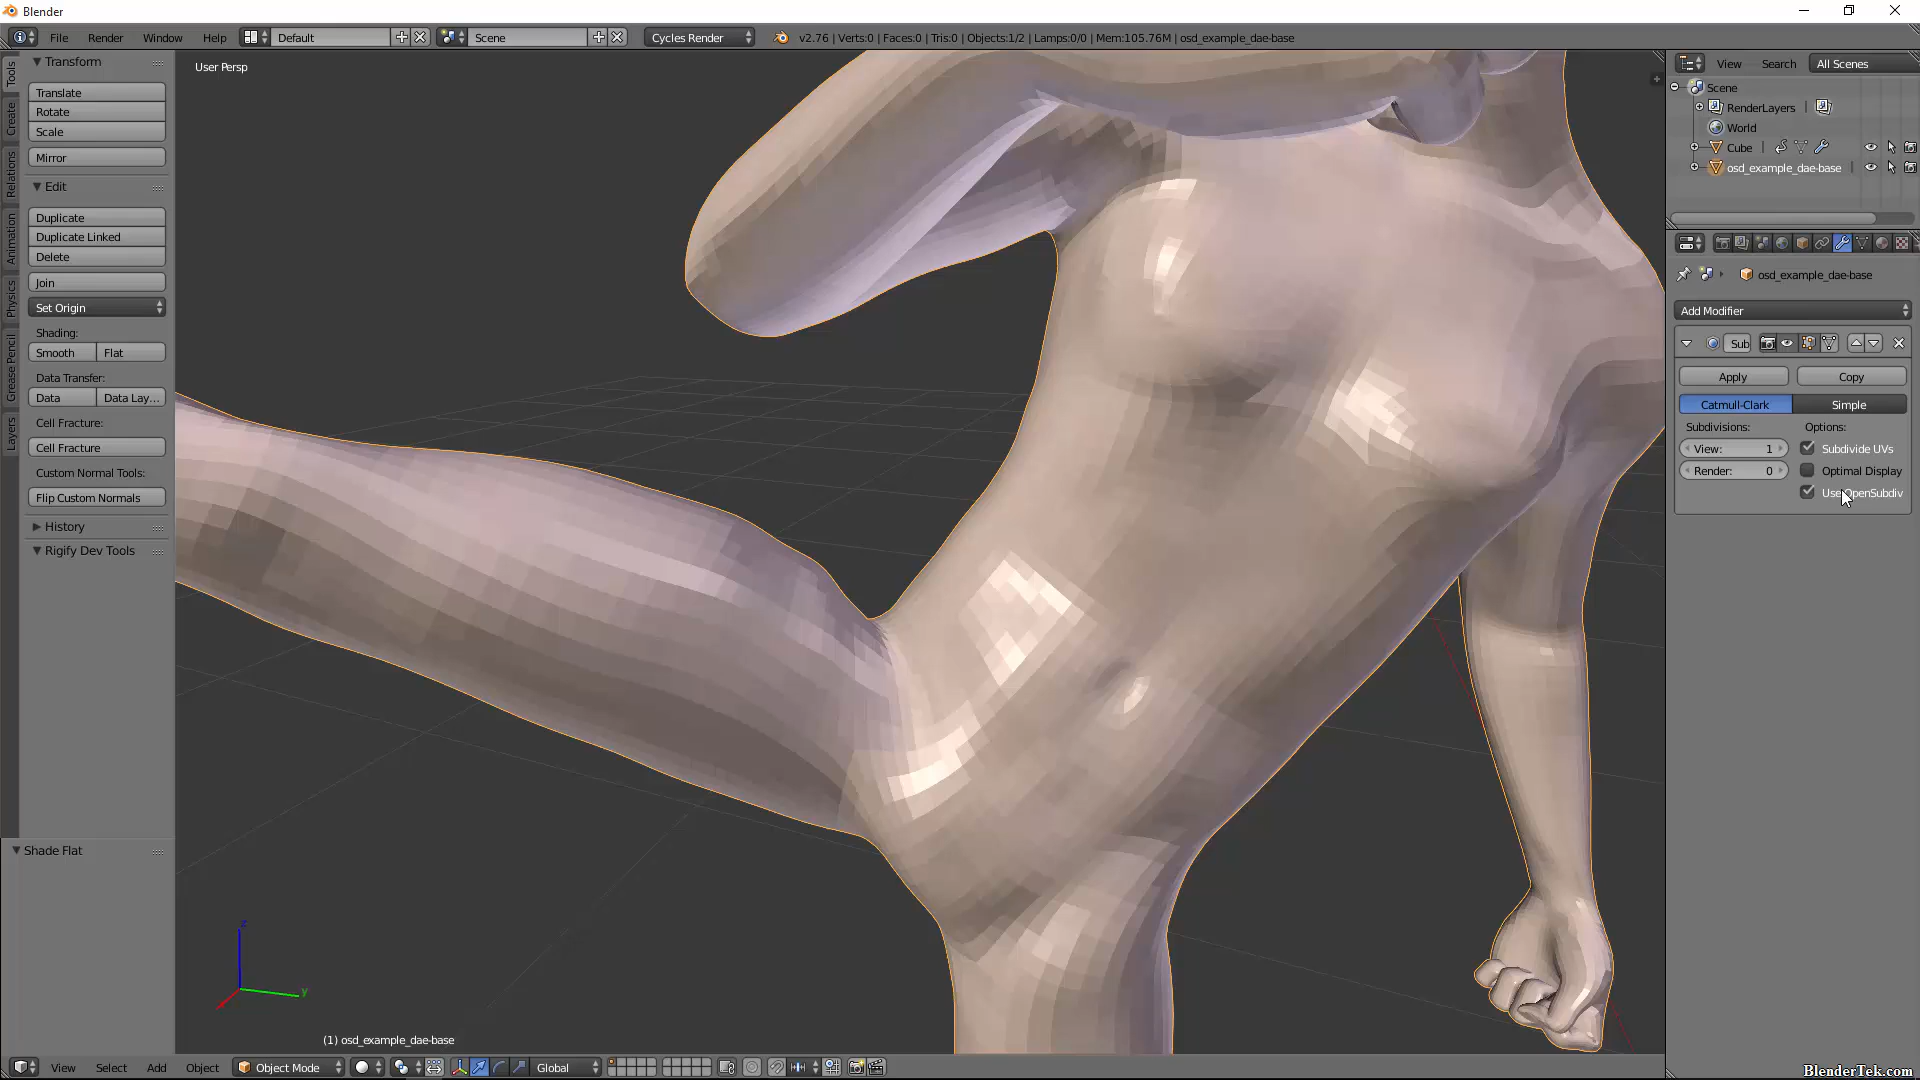 Blender
File Render Window Help Default Scene Cycles Render v2.76 | Verts:0 | Faces:0 | Tris:0 | Objects:1/2 | Lamps:0/0 | Mem:105.76M | osd_example_dae-base
Tools
Create
Relations
Animation
Physics
Grease Pencil
Layers
Transform
Translate
Rotate
Scale
Mirror
Edit
Duplicate
Duplicate Linked
Delete
Join
Set Origin
Shading:
Smooth Flat
Data Transfer:
Data Data Lay...
Cell Fracture:
Cell Fracture
Custom Normal Tools:
Flip Custom Normals
History
Rigify Dev Tools
Shade Flat
User Persp
z
y
(1) osd_example_dae-base
View Select Add Object Object Mode Global
View Search All Scenes
Scene
RenderLayers |
World
Cube |
osd_example_dae-base |
osd_example_dae-base
Add Modifier
Sub
Apply Copy
Catmull-Clark Simple
Subdivisions: Options:
View: 1 Subdivide UVs
Render: 0 Optimal Display
Use OpenSubdiv
BlenderTek.com